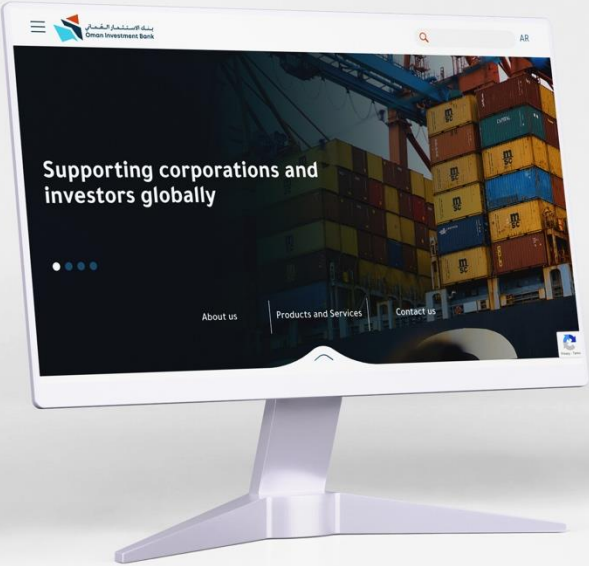 بنك الاستثمار العُماني
Oman Investment Bank
AR
Supporting corporations and
investors globally
About us
Products and Services
Contact us